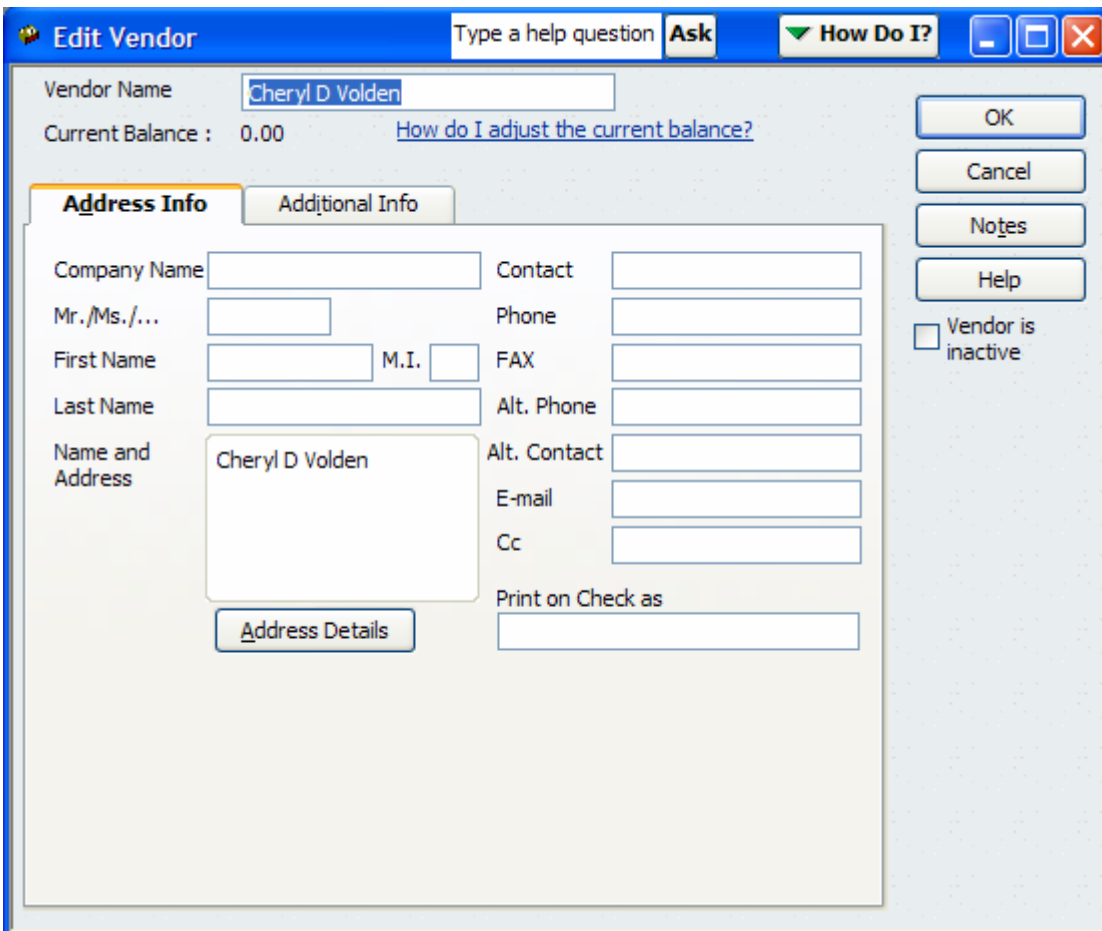 Edit Vendor
Type a help question Ask
How Do I?
Vendor Name Cheryl D Volden
Current Balance : 0.00 How do I adjust the current balance?
OK
Cancel
Notes
Help
Vendor is
inactive
Address Info Additional Info
Company Name
Mr./Ms./...
First Name M.I.
Last Name
Name and
Address
Cheryl D Volden
Address Details
Contact
Phone
FAX
Alt. Phone
Alt. Contact
E-mail
Cc
Print on Check as